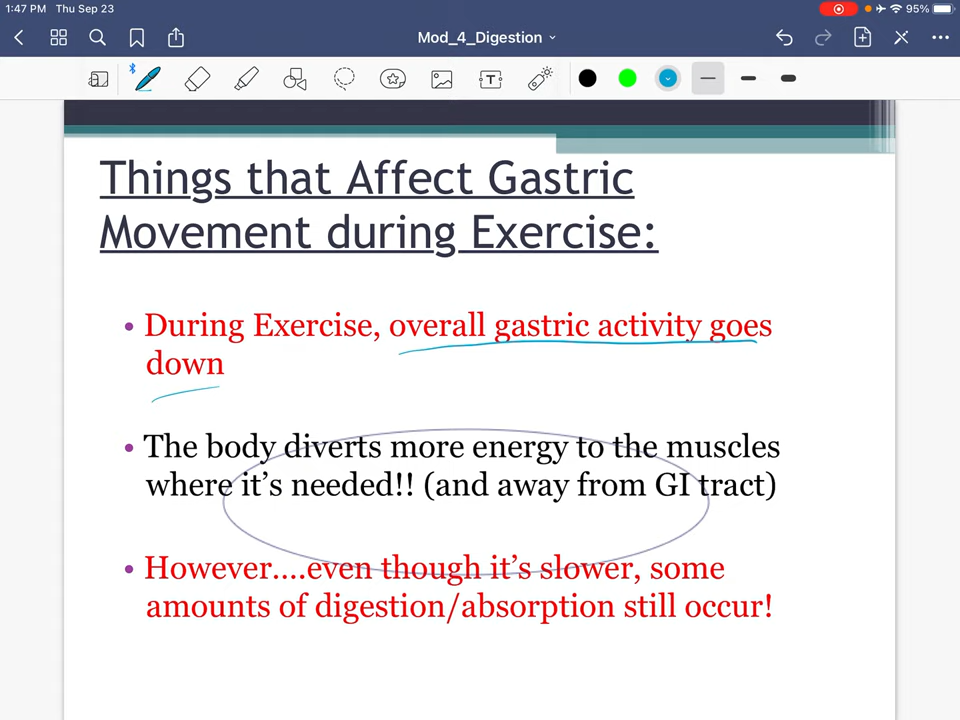 1:47 PM Thu Sep 23
95%
Mod_4_Digestion
T
Things that Affect Gastric
Movement during Exercise:
• During Exercise, overall gastric activity goes
down
• The body diverts more energy to the muscles
where it's needed!! (and away from GI tract)
• However....even though it's slower, some
amounts of digestion/absorption still occur!